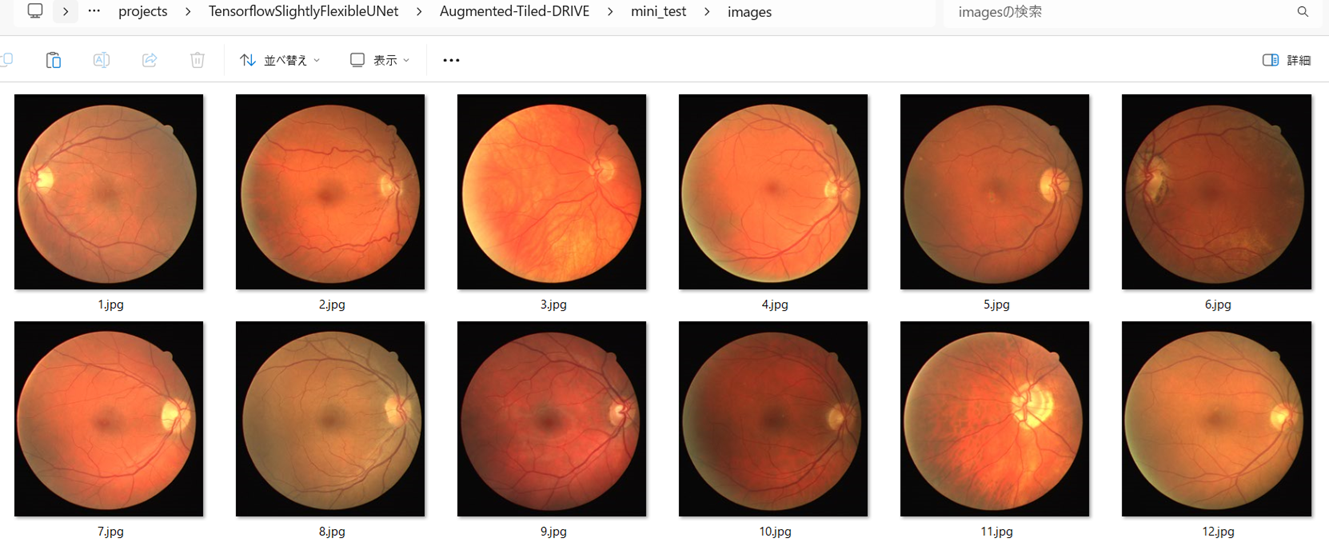 … > projects > TensorflowSlightlyFlexibleUNet > Augmented-Tiled-DRIVE > mini_test > images
imagesの検索
並べ替え 表示 … 詳細
1.jpg 2.jpg 3.jpg 4.jpg 5.jpg 6.jpg
7.jpg 8.jpg 9.jpg 10.jpg 11.jpg 12.jpg